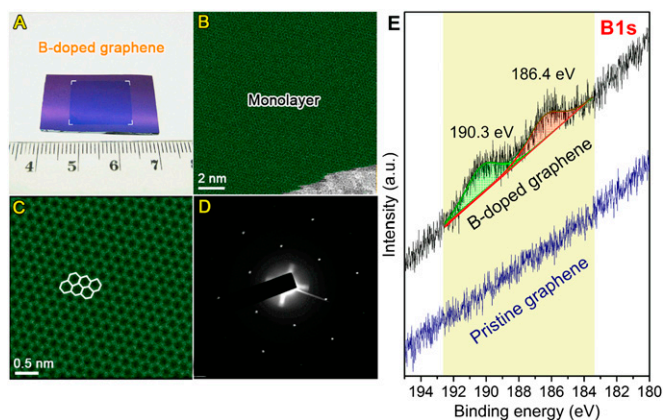 A
B-doped graphene
4 5 6 7
B
Monolayer
2 nm
C
0.5 nm
D
E
B1s
186.4 eV
190.3 eV
B-doped graphene
Pristine graphene
Intensity (a.u.)
194 192 190 188 186 184 182 180
Binding energy (eV)